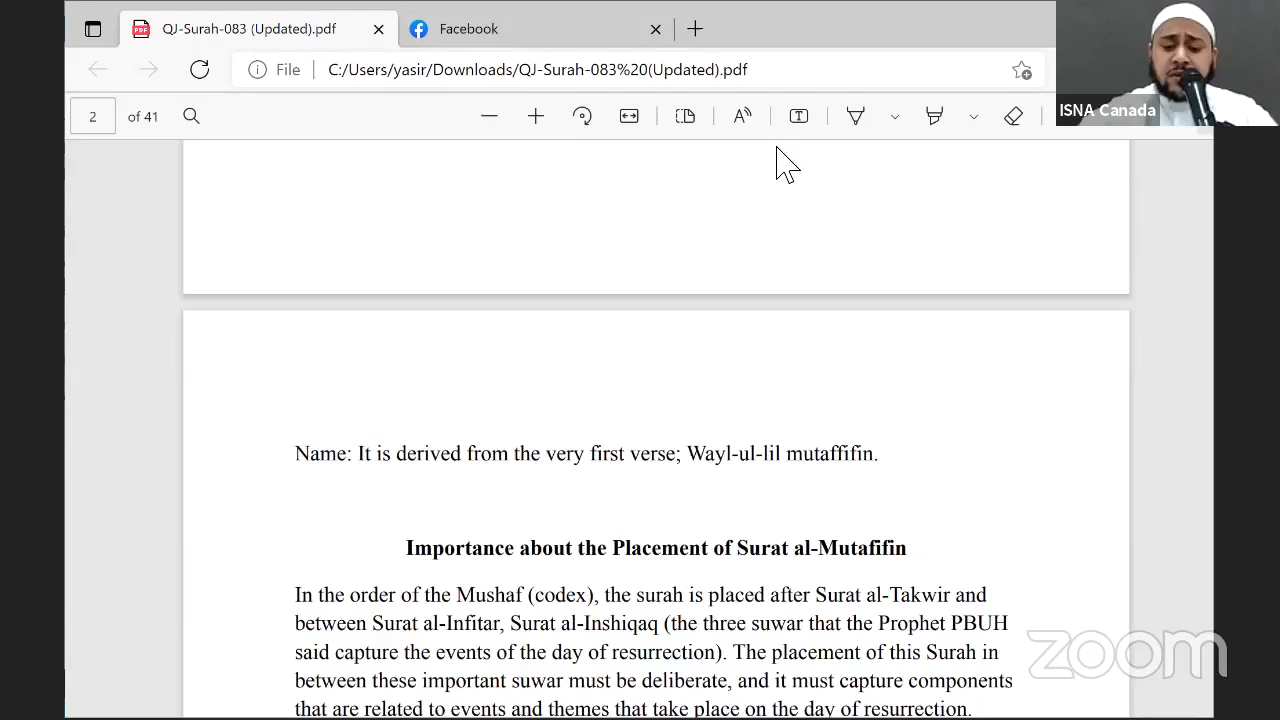 QJ-Surah-083 (Updated).pdf
Facebook
File
C:/Users/yasir/Downloads/QJ-Surah-083%20(Updated).pdf
2 of 41
ISNA Canada
Name: It is derived from the very first verse; Wayl-ul-lil mutaffifin.
Importance about the Placement of Surat al-Mutafifin
In the order of the Mushaf (codex), the surah is placed after Surat al-Takwir and
between Surat al-Infitar, Surat al-Inshiqaq (the three suwar that the Prophet PBUH
said capture the events of the day of resurrection). The placement of this Surah in
between these important suwar must be deliberate, and it must capture components
that are related to events and themes that take place on the day of resurrection.
zoom